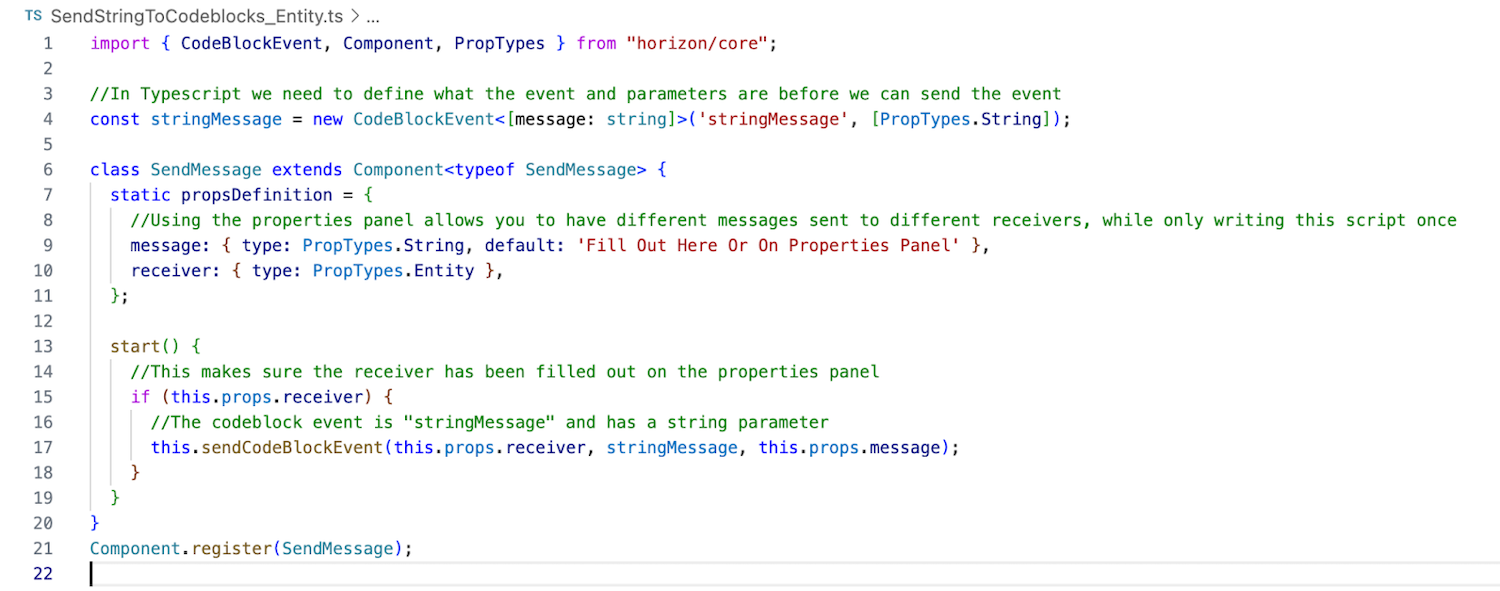 TS SendStringToCodeblocks_Entity.ts > ...
1 import { CodeBlockEvent, Component, PropTypes } from "horizon/core";
2
3 //In Typescript we need to define what the event and parameters are before we can send the event
4 const stringMessage = new CodeBlockEvent<[message: string]>('stringMessage', [PropTypes.String]);
5
6 class SendMessage extends Component<typeof SendMessage> {
7   static propsDefinition = {
8     //Using the properties panel allows you to have different messages sent to different receivers, while only writing this script once
9     message: { type: PropTypes.String, default: 'Fill Out Here Or On Properties Panel' },
10     receiver: { type: PropTypes.Entity },
11   };
12
13   start() {
14     //This makes sure the receiver has been filled out on the properties panel
15     if (this.props.receiver) {
16       //The codeblock event is "stringMessage" and has a string parameter
17       this.sendCodeBlockEvent(this.props.receiver, stringMessage, this.props.message);
18     }
19   }
20 }
21 Component.register(SendMessage);
22